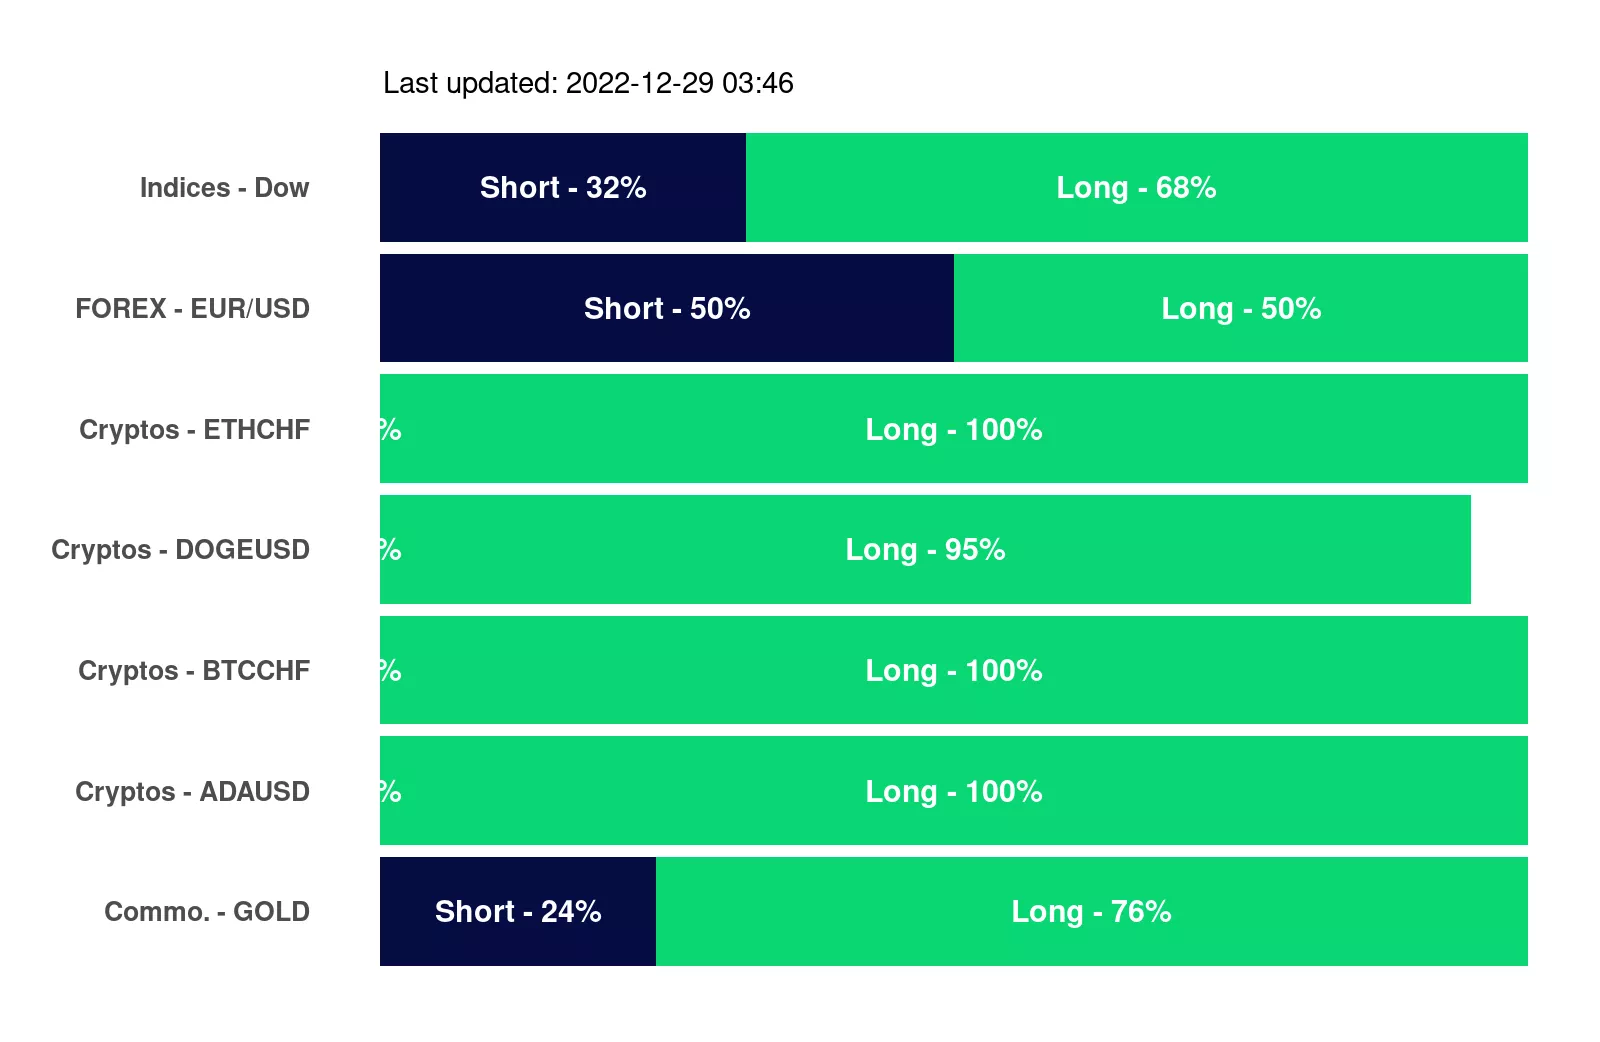 Last updated: 2022-12-29 03:46
Indices - Dow Short - 32% Long - 68%
FOREX - EUR/USD Short - 50% Long - 50%
Cryptos - ETHCHF % Long - 100%
Cryptos - DOGEUSD % Long - 95%
Cryptos - BTCCHF % Long - 100%
Cryptos - ADAUSD % Long - 100%
Commo. - GOLD Short - 24% Long - 76%